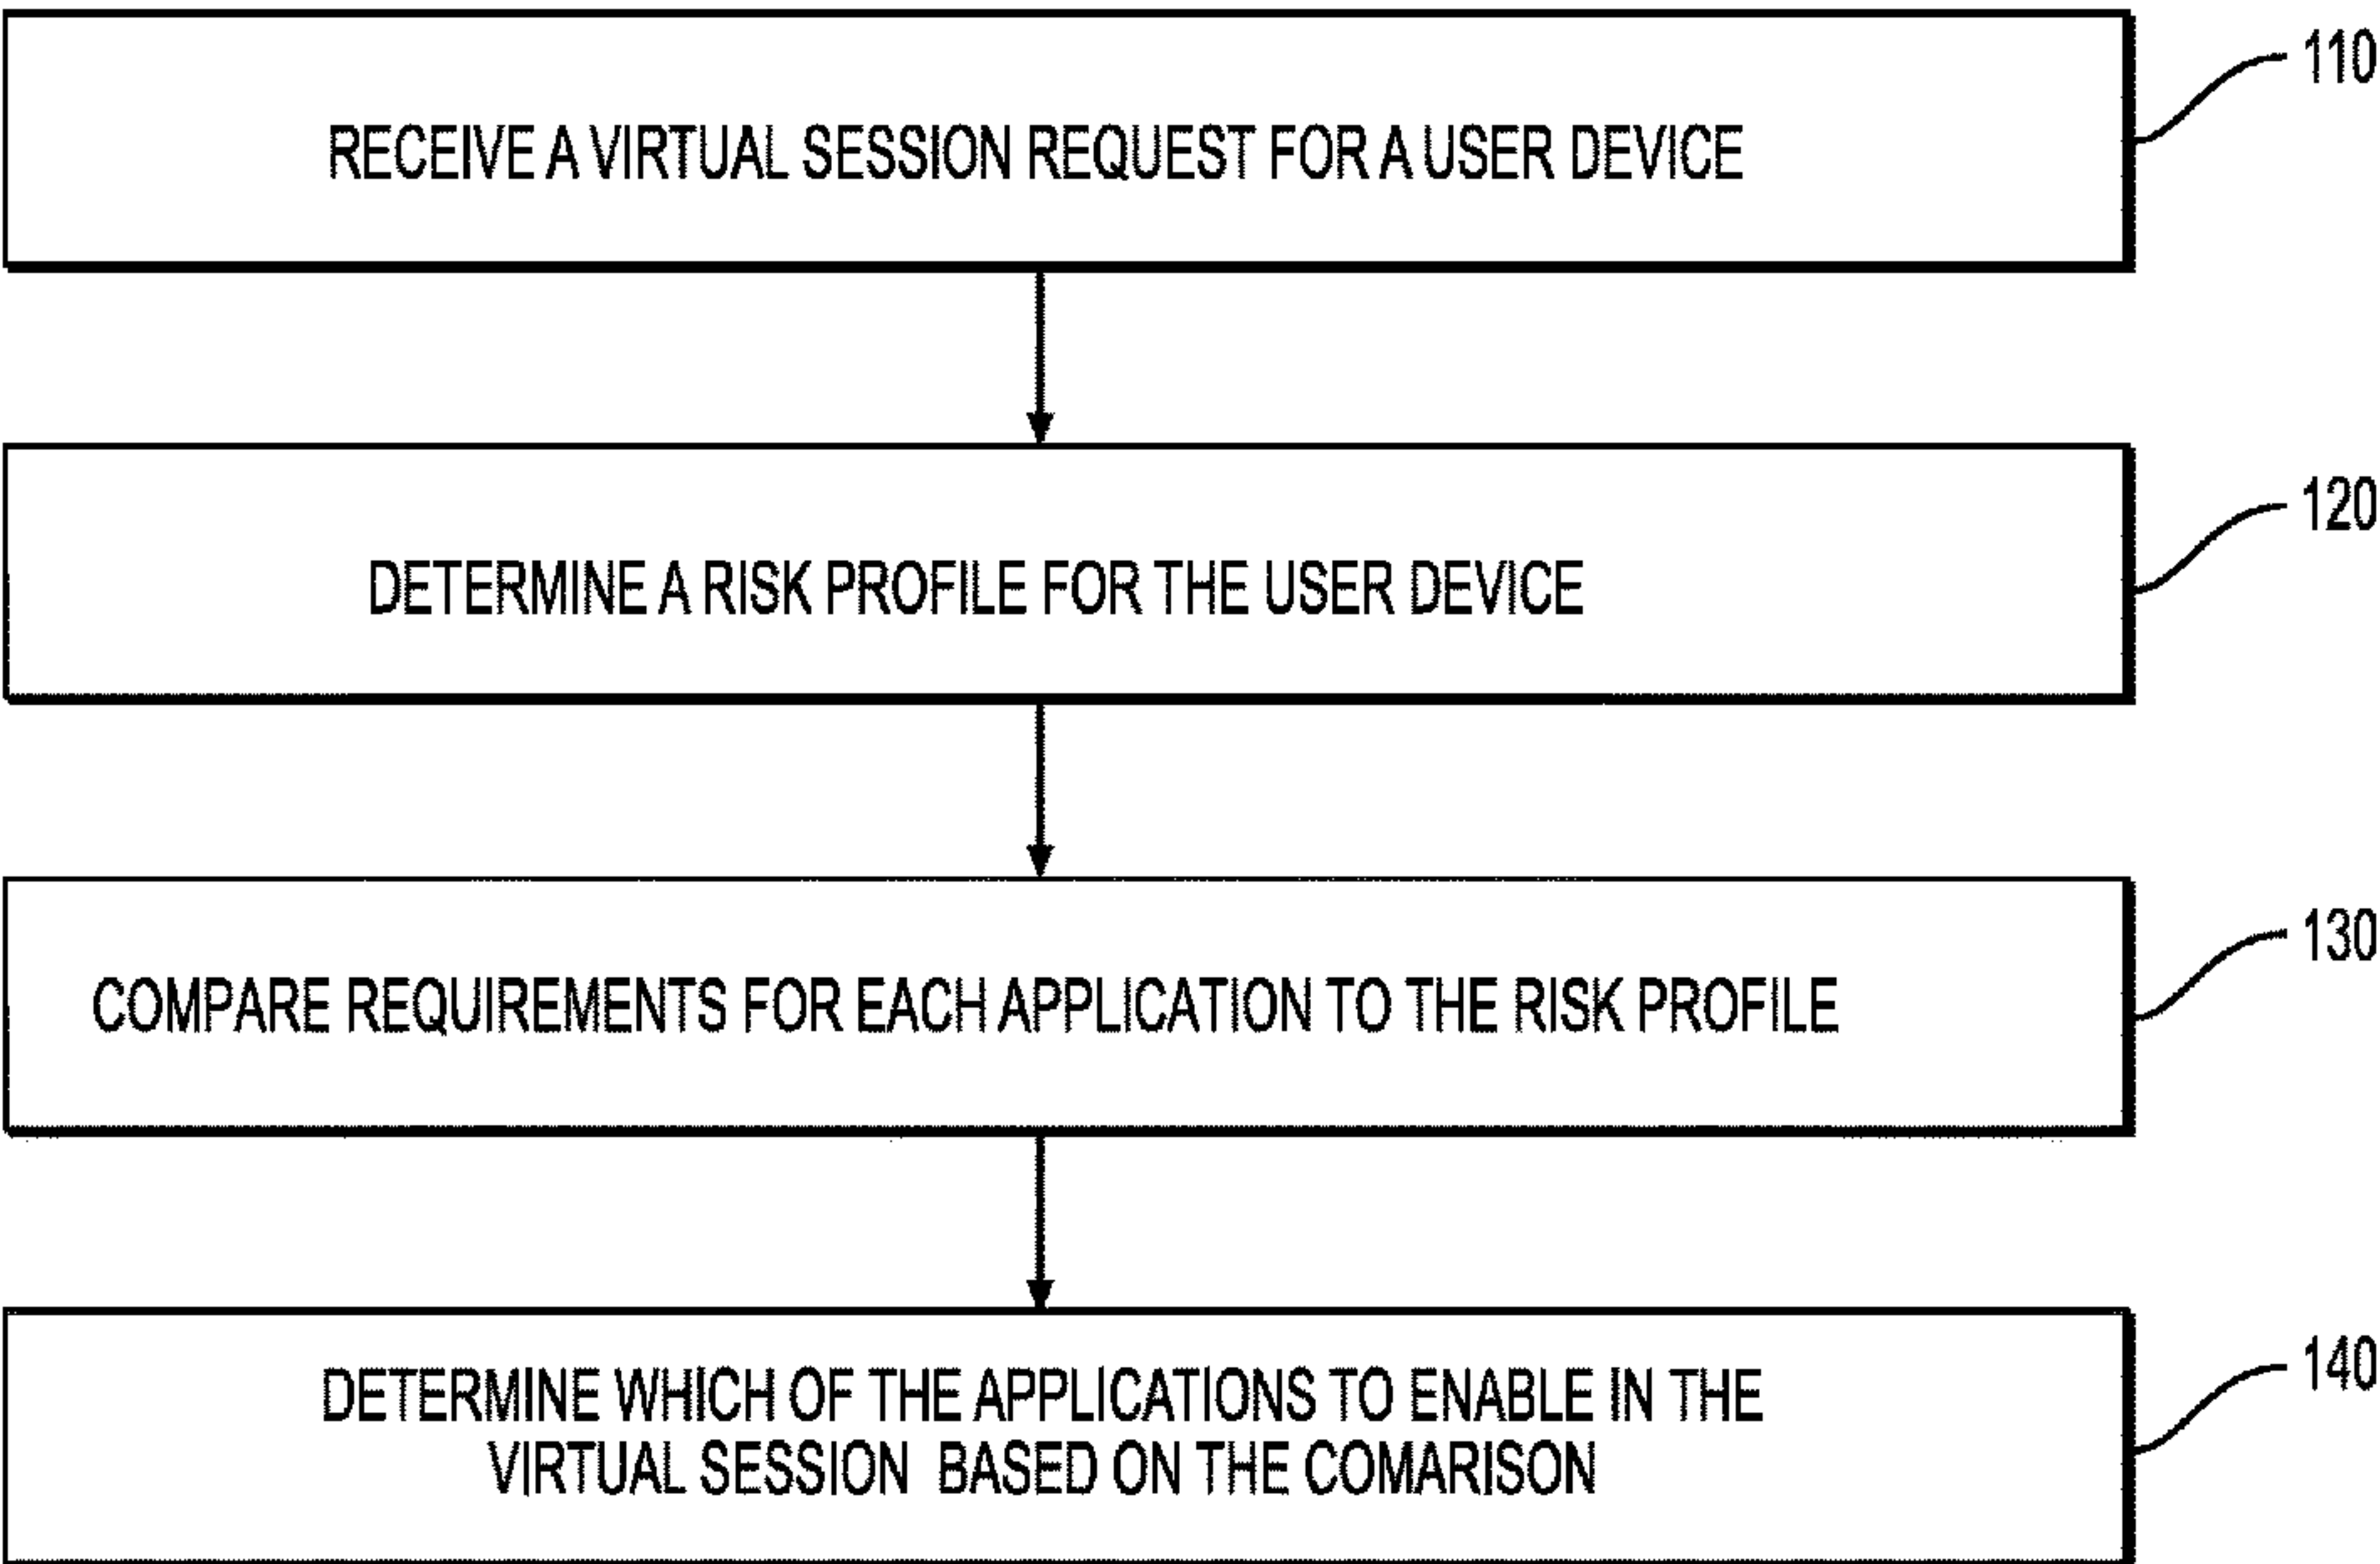 110
RECEIVE A VIRTUAL SESSION REQUEST FOR A USER DEVICE
120
DETERMINE A RISK PROFILE FOR THE USER DEVICE
130
COMPARE REQUIREMENTS FOR EACH APPLICATION TO THE RISK PROFILE
140
DETERMINE WHICH OF THE APPLICATIONS TO ENABLE IN THE
VIRTUAL SESSION BASED ON THE COMARISON